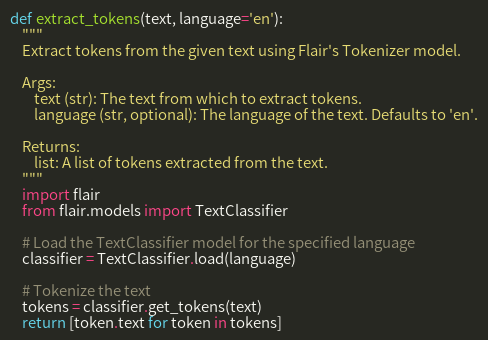 def extract_tokens(text, language='en'):
    """
    Extract tokens from the given text using Flair's Tokenizer model.

    Args:
        text (str): The text from which to extract tokens.
        language (str, optional): The language of the text. Defaults to 'en'.

    Returns:
        list: A list of tokens extracted from the text.
    """
    import flair
    from flair.models import TextClassifier

    # Load the TextClassifier model for the specified language
    classifier = TextClassifier.load(language)

    # Tokenize the text
    tokens = classifier.get_tokens(text)
    return [token.text for token in tokens]